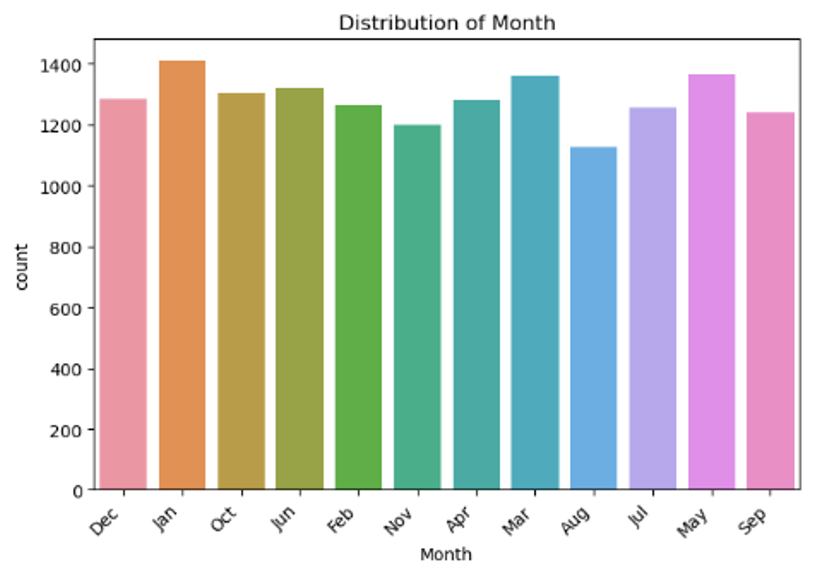 Distribution of Month
1400
1200
1000
800
600
400
200
0
count
Dec Jan Oct Jun Feb Nov Apr Mar Aug Jul May Sep
Month